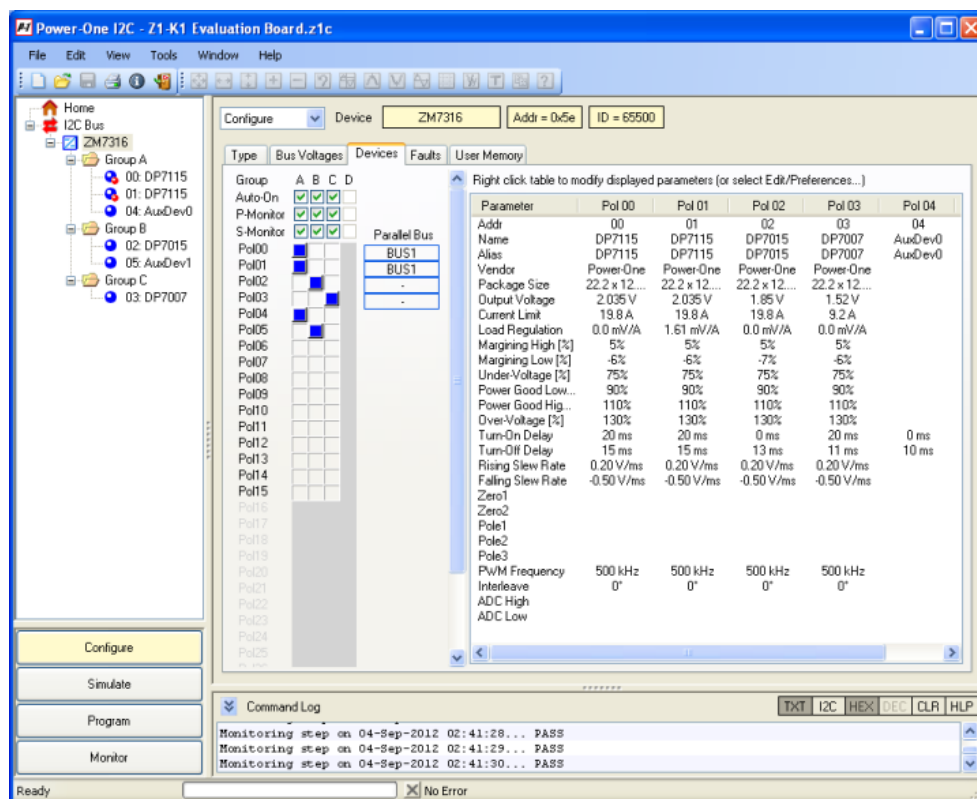 Power-One I2C - Z1-K1 Evaluation Board.z1c
File Edit View Tools Window Help
Home
I2C Bus
ZM7316
Group A
00: DP7115
01: DP7115
04: AuxDev0
Group B
02: DP7015
05: AuxDev1
Group C
03: DP7007
Configure
Simulate
Program
Monitor
Configure Device ZM7316 Addr = 0x5e ID = 65500
Type Bus Voltages Devices Faults User Memory
Group A B C D
Auto-On
P-Monitor
S-Monitor
Parallel Bus
Pol00 BUS1
Pol01 BUS1
Pol02 -
Pol03 -
Pol04
Pol05
Pol06
Pol07
Pol08
Pol09
Pol10
Pol11
Pol12
Pol13
Pol14
Pol15
Pol16
Pol17
Pol18
Pol19
Pol20
Pol21
Pol22
Pol23
Pol24
Pol25
Right click table to modify displayed parameters (or select Edit/Preferences...)
Parameter Pol 00 Pol 01 Pol 02 Pol 03 Pol 04
Addr 00 01 02 03 04
Name DP7115 DP7115 DP7015 DP7007 AuxDev0
Alias DP7115 DP7115 DP7015 DP7007 AuxDev0
Vendor Power-One Power-One Power-One Power-One
Package Size 22.2 x 12.... 22.2 x 12.... 22.2 x 12.... 22.2 x 12....
Output Voltage 2.035 V 2.035 V 1.85 V 1.52 V
Current Limit 19.8 A 19.8 A 19.8 A 9.2 A
Load Regulation 0.0 mV/A 1.61 mV/A 0.0 mV/A 0.0 mV/A
Margining High [%] 5% 5% 5% 5%
Margining Low [%] -6% -6% -7% -6%
Under-Voltage [%] 75% 75% 75% 75%
Power Good Low... 90% 90% 90% 90%
Power Good Hig... 110% 110% 110% 110%
Over-Voltage [%] 130% 130% 130% 130%
Turn-On Delay 20 ms 20 ms 0 ms 20 ms 0 ms
Turn-Off Delay 15 ms 15 ms 13 ms 11 ms 10 ms
Rising Slew Rate 0.20 V/ms 0.20 V/ms 0.20 V/ms 0.20 V/ms
Falling Slew Rate -0.50 V/ms -0.50 V/ms -0.50 V/ms -0.50 V/ms
Zero1
Zero2
Pole1
Pole2
Pole3
PWM Frequency 500 kHz 500 kHz 500 kHz 500 kHz
Interleave 0° 0° 0° 0°
ADC High
ADC Low
Command Log TXT I2C HEX DEC CLR HLP
Monitoring step on 04-Sep-2012 02:41:28... PASS
Monitoring step on 04-Sep-2012 02:41:29... PASS
Monitoring step on 04-Sep-2012 02:41:30... PASS
Ready No Error